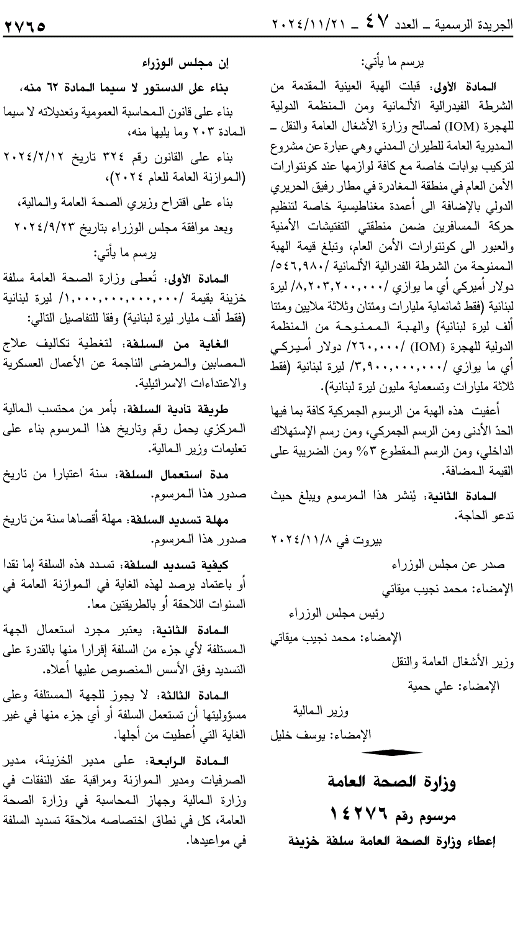 الجريدة الرسمية ــ العدد ٤٧ ــ ٢٠٢٤/١١/٢١
٢٧٦٥
يرسم ما يأتي:
المادة الأولى: قبلت الهبة العينية المقدمة من
الشرطة الفيدرالية الألمانية ومن المنظمة الدولية
للهجرة (IOM) لصالح وزارة الأشغال العامة والنقل ــ
المديرية العامة للطيران المدني وهي عبارة عن مشروع
لتركيب بوابات خاصة مع كافة لوازمها عند كونتوارات
الأمن العام في منطقة المغادرة في مطار رفيق الحريري
الدولي بالإضافة الى أعمدة مغناطيسية خاصة لتنظيم
حركة المسافرين ضمن منطقتي التفتيشات الأمنية
والعبور الى كونتوارات الأمن العام، وتبلغ قيمة الهبة
الممنوحة من الشرطة الفدرالية الألمانية /٥٤٦,٩٨٠/
دولار أميركي أي ما يوازي /٨,٢٠٣,٢٠٠,٠٠٠/ ليرة
لبنانية (فقط ثمانماية مليارات ومئتان وثلاثة ملايين ومئتا
ألف ليرة لبنانية) والهبة الممنوحة من المنظمة
الدولية للهجرة (IOM) /٢٦٠,٠٠٠/ دولار أميركي
أي ما يوازي /٣,٩٠٠,٠٠٠,٠٠٠/ ليرة لبنانية (فقط
ثلاثة مليارات وتسعماية مليون ليرة لبنانية).
أعفيت هذه الهبة من الرسوم الجمركية كافة بما فيها
الحدّ الأدنى ومن الرسم الجمركي، ومن رسم الإستهلاك
الداخلي، ومن الرسم المقطوع ٣% ومن الضريبة على
القيمة المضافة.
المادة الثانية: يُنشر هذا المرسوم ويبلغ حيث
تدعو الحاجة.
بيروت في ٢٠٢٤/١١/٨
صدر عن مجلس الوزراء
الإمضاء: محمد نجيب ميقاتي
رئيس مجلس الوزراء
الإمضاء: محمد نجيب ميقاتي
وزير الأشغال العامة والنقل
الإمضاء: علي حمية
وزير المالية
الإمضاء: يوسف خليل
وزارة الصحة العامة
مرسوم رقم ١٤٢٧٦
إعطاء وزارة الصحة العامة سلفة خزينة
إن مجلس الوزراء
بناء على الدستور لا سيما المادة ٦٢ منه،
بناء على قانون المحاسبة العمومية وتعديلاته لا سيما
المادة ٢٠٣ وما يليها منه،
بناء على القانون رقم ٣٢٤ تاريخ ٢٠٢٤/٢/١٢
(الموازنة العامة للعام ٢٠٢٤)،
بناء على اقتراح وزيري الصحة العامة والمالية،
وبعد موافقة مجلس الوزراء بتاريخ ٢٠٢٤/٩/٢٣
يرسم ما يأتي:
المادة الأولى: تُعطى وزارة الصحة العامة سلفة
خزينة بقيمة /١,٠٠٠,٠٠٠,٠٠٠,٠٠٠/ ليرة لبنانية
(فقط ألف مليار ليرة لبنانية) وفقا للتفاصيل التالي:
الغاية من السلفة: لتغطية تكاليف علاج
المصابين والمرضى الناجمة عن الأعمال العسكرية
والاعتداءات الاسرائيلية.
طريقة تأدية السلفة: بأمر من محتسب المالية
المركزي يحمل رقم وتاريخ هذا المرسوم بناء على
تعليمات وزير المالية.
مدة استعمال السلفة: سنة اعتبارا من تاريخ
صدور هذا المرسوم.
مهلة تسديد السلفة: مهلة أقصاها سنة من تاريخ
صدور هذا المرسوم.
كيفية تسديد السلفة: تسدد هذه السلفة إما نقدا
أو باعتماد يرصد لهذه الغاية في الموازنة العامة في
السنوات اللاحقة أو بالطريقتين معا.
المادة الثانية: يعتبر مجرد استعمال الجهة
المستلفة لأي جزء من السلفة إقرارا منها بالقدرة على
التسديد وفق الأسس المنصوص عليها أعلاه.
المادة الثالثة: لا يجوز للجهة المستلفة وعلى
مسؤوليتها أن تستعمل السلفة أو أي جزء منها في غير
الغاية التي أعطيت من أجلها.
المادة الرابعة: على مدير الخزينة، مدير
الصرفيات ومدير الموازنة ومراقبة عقد النفقات في
وزارة المالية وجهاز المحاسبة في وزارة الصحة
العامة، كل في نطاق اختصاصه ملاحقة تسديد السلفة
في مواعيدها.